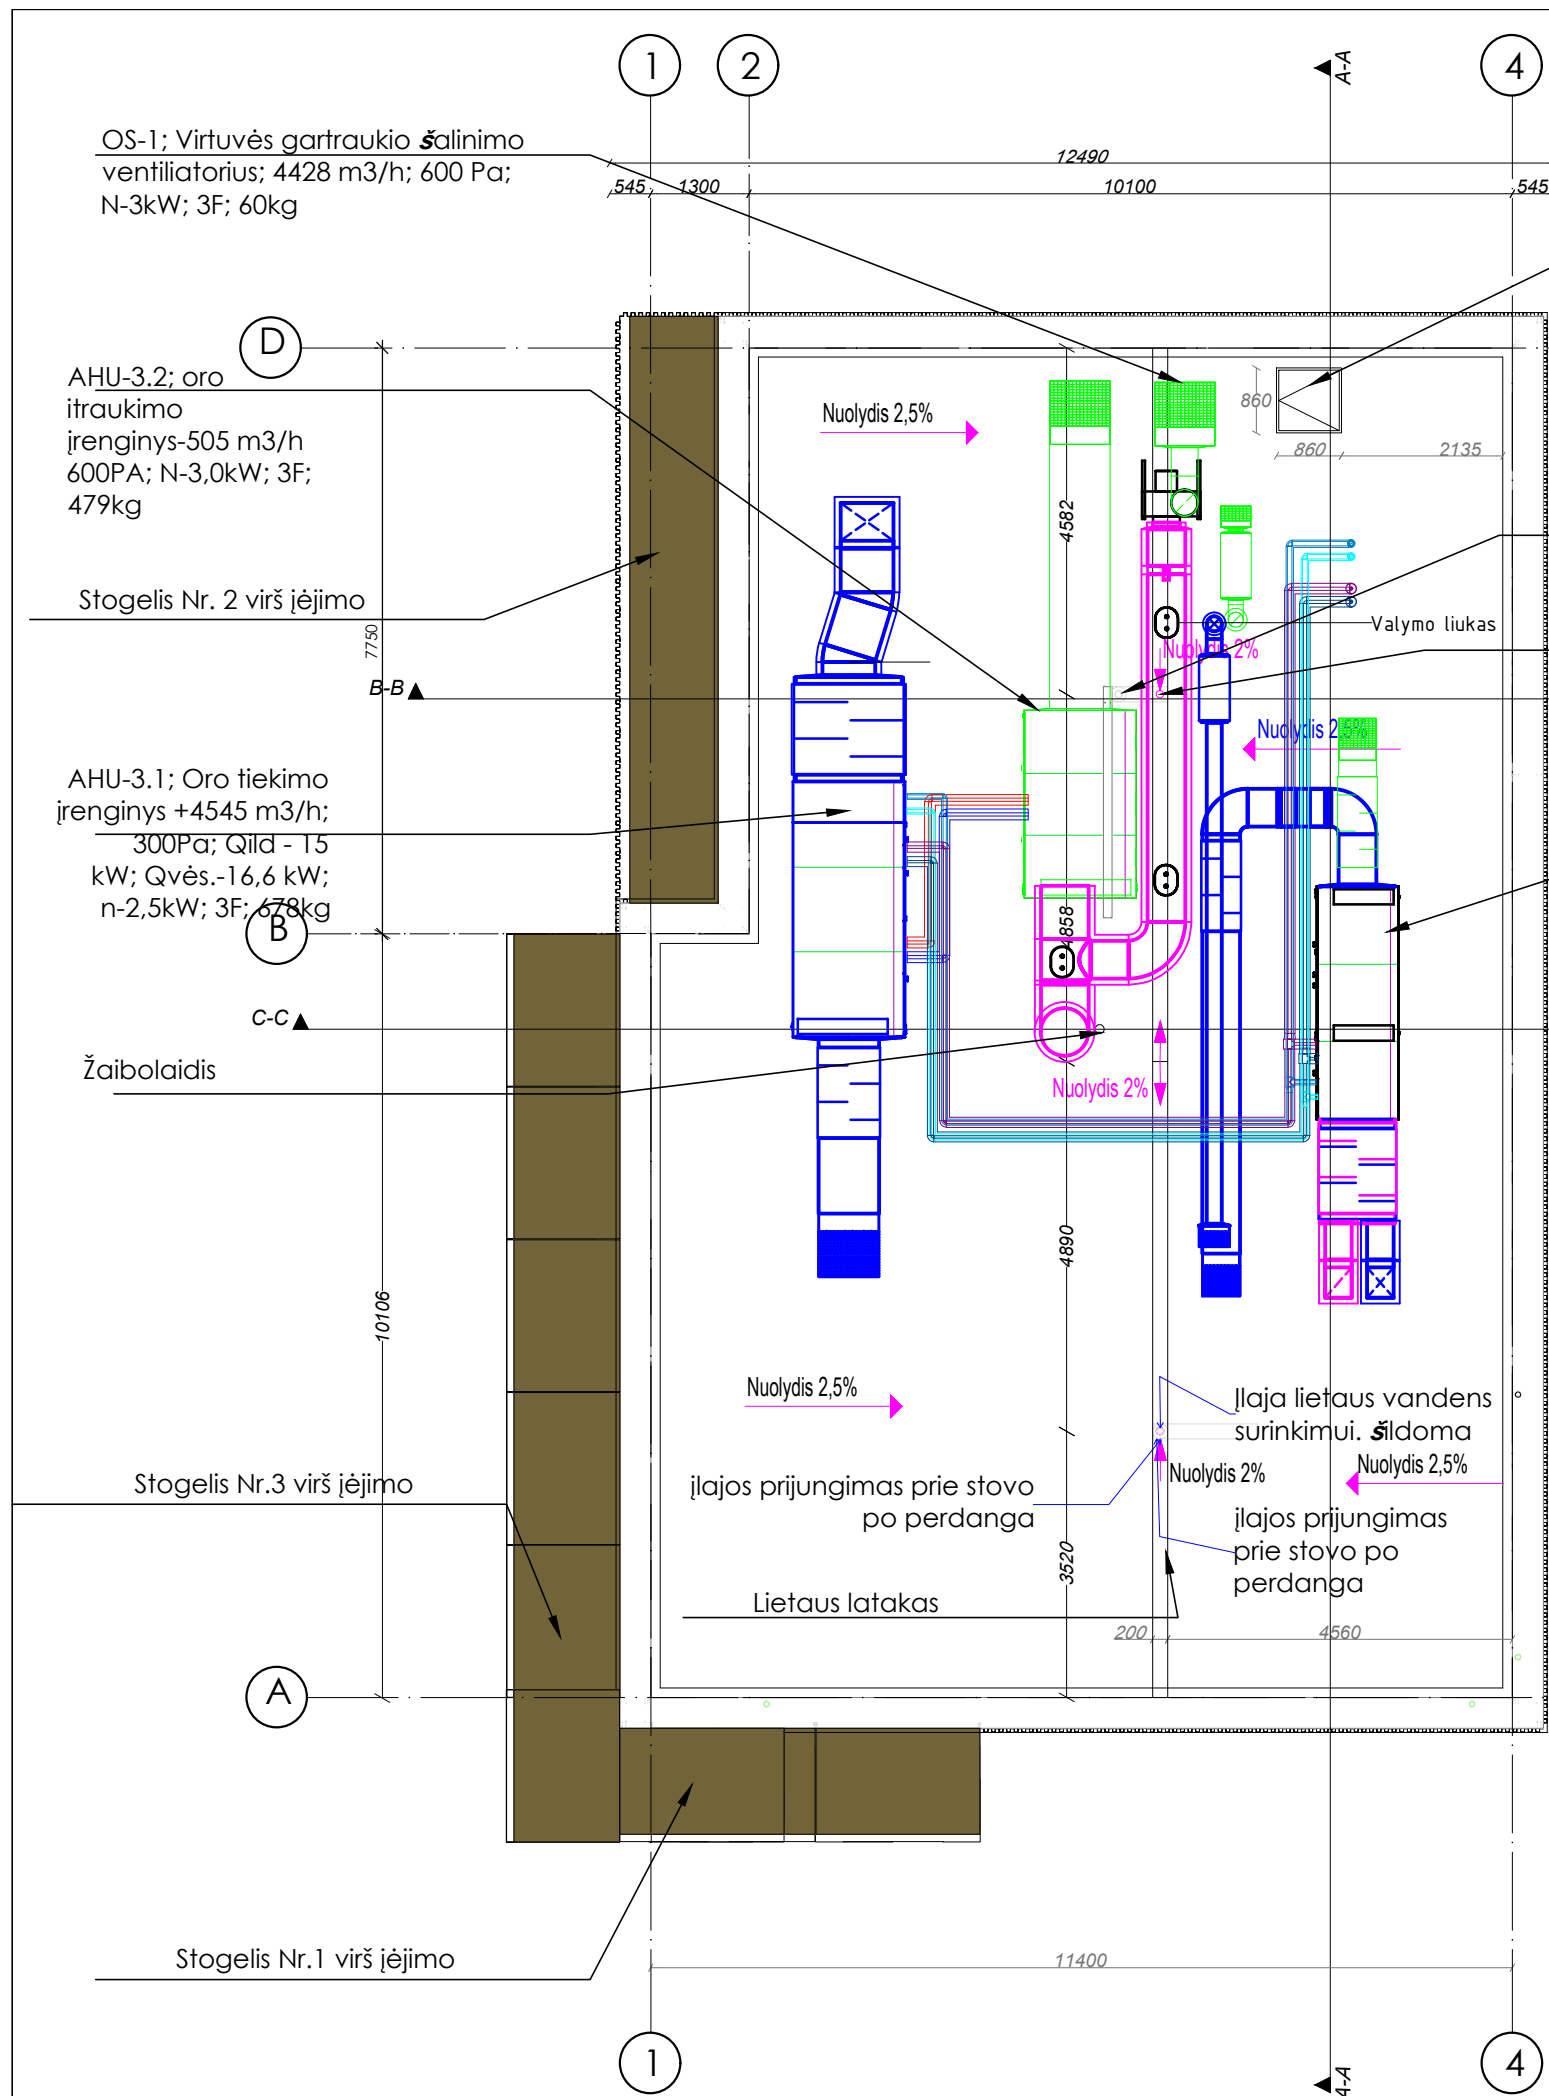 1
2
4
A-A
OS-1; Virtuvės gartraukio šalinimo
ventiliatorius; 4428 m3/h; 600 Pa;
N-3kW; 3F; 60kg
12490
545
1300
10100
545
D
AHU-3.2; oro
itraukimo
įrenginys-505 m3/h
600PA; N-3,0kW; 3F;
479kg
Nuolydis 2,5%
860
860
2135
4582
Stogelis Nr. 2 virš įėjimo
7750
Valymo liukas
Nuolydis 2%
B-B
Nuolydis 2,5%
AHU-3.1; Oro tiekimo
įrenginys +4545 m3/h;
300Pa; Qild - 15
kW; Qvės.-16,6 kW;
n-2,5kW; 3F; 678kg
B
4858
C-C
Žaibolaidis
Nuolydis 2%
4890
10106
Nuolydis 2,5%
Įlaja lietaus vandens
surinkimui. šildoma
Nuolydis 2%
Nuolydis 2,5%
Stogelis Nr.3 virš įėjimo
įlajos prijungimas prie stovo
po perdanga
įlajos prijungimas
prie stovo po
perdanga
3520
Lietaus latakas
200
4560
A
Stogelis Nr.1 virš įėjimo
11400
1
4
A-A